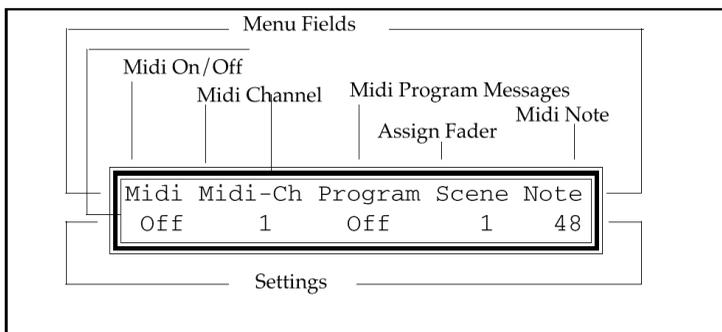 Menu Fields
Midi On/Off
Midi Channel
Midi Program Messages
Assign Fader
Midi Note
Midi Midi-Ch Program Scene Note
Off 1 Off 1 48
Settings